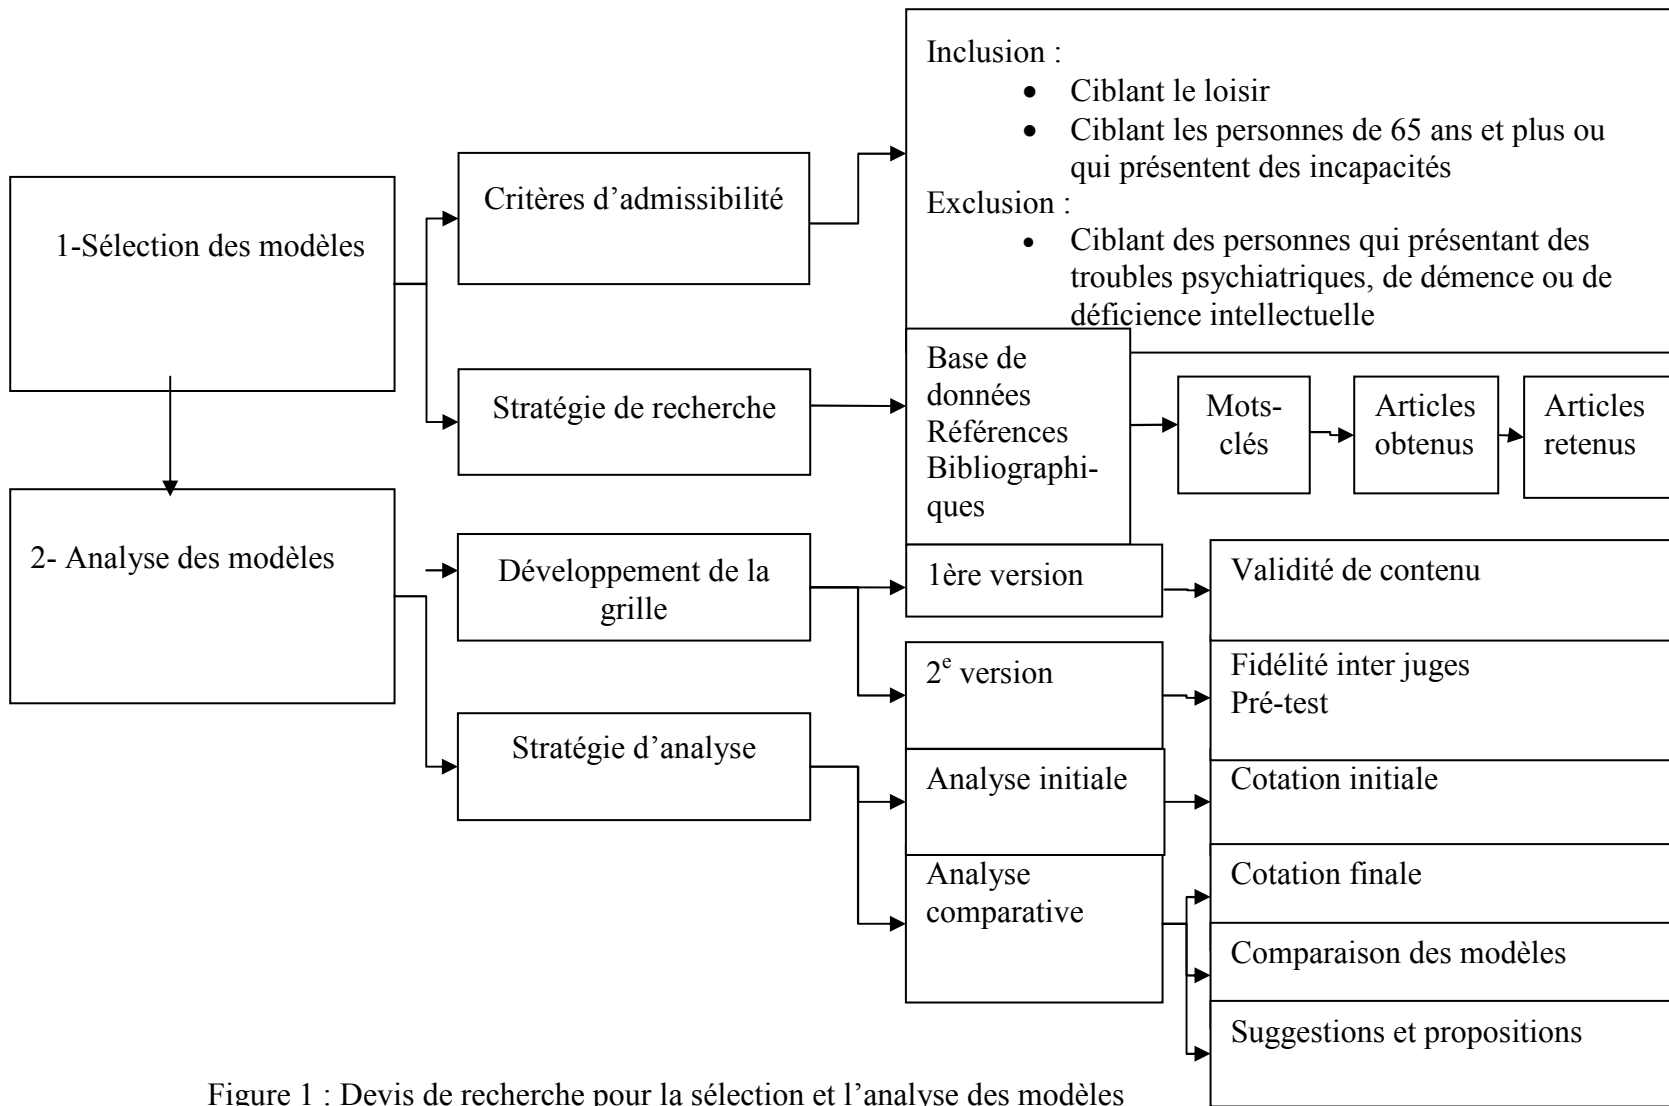 Inclusion :
• Ciblant le loisir
• Ciblant les personnes de 65 ans et plus ou
qui présentent des incapacités
Exclusion :
• Ciblant des personnes qui présentant des
troubles psychiatriques, de démence ou de
déficience intellectuelle
Critères d’admissibilité
1-Sélection des modèles
Stratégie de recherche
Base de
données
Références
Bibliographi-
ques
Mots-
clés
Articles
obtenus
Articles
retenus
2- Analyse des modèles
Développement de la
grille
1ère version
Validité de contenu
2e version
Fidélité inter juges
Pré-test
Stratégie d’analyse
Analyse initiale
Cotation initiale
Analyse
comparative
Cotation finale
Comparaison des modèles
Suggestions et propositions
Figure 1 : Devis de recherche pour la sélection et l’analyse des modèles